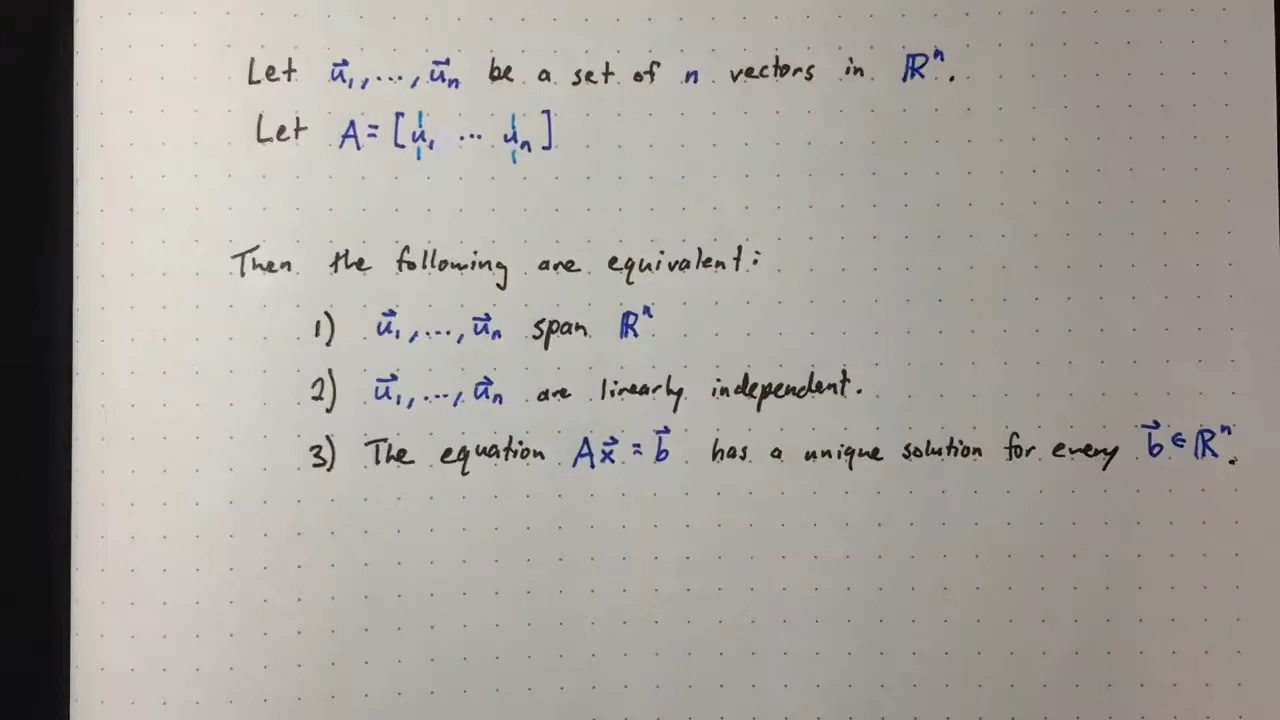 Let u⃗₁, ..., u⃗ₙ be a set of n vectors in ℝⁿ.
Let A = [u₁ ... uₙ]
Then the following are equivalent:
1) u⃗₁, ..., u⃗ₙ span ℝⁿ
2) u⃗₁, ..., u⃗ₙ are linearly independent.
3) The equation Ax⃗ = b⃗ has a unique solution for every b⃗ ∈ ℝⁿ.